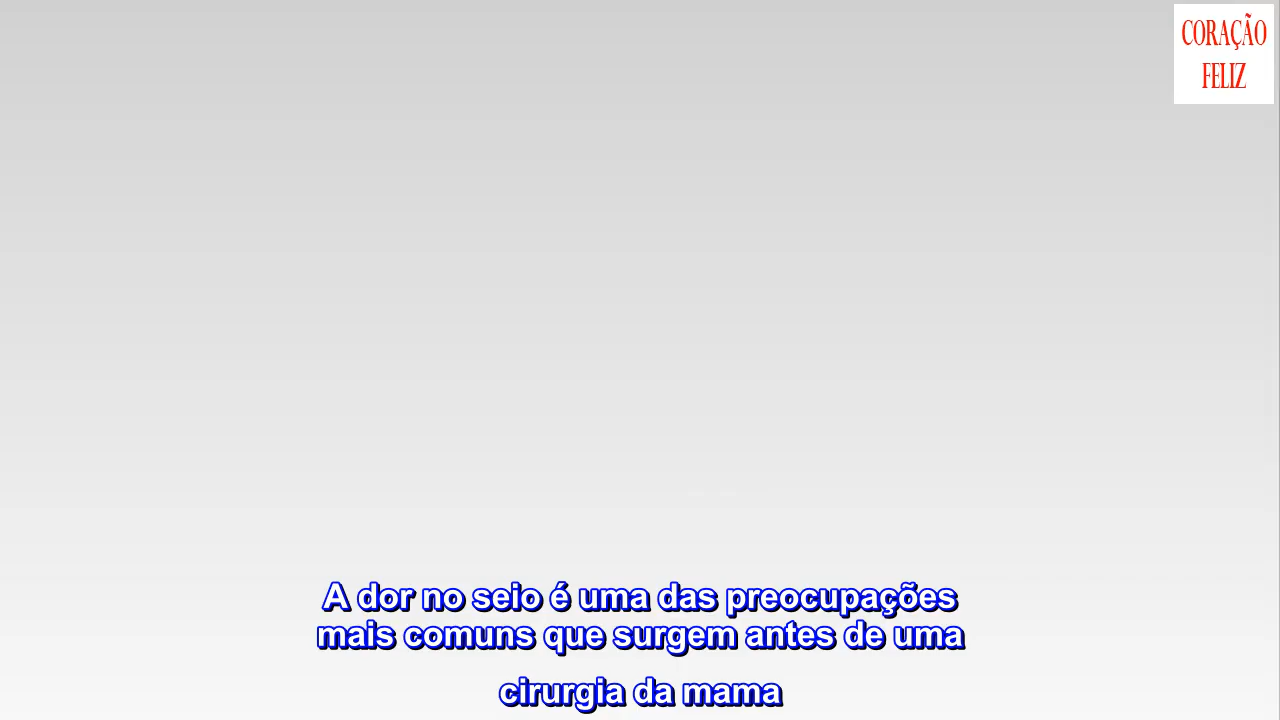 CORAÇÃO
FELIZ
A dor no seio é uma das preocupações
mais comuns que surgem antes de uma
cirurgia da mama